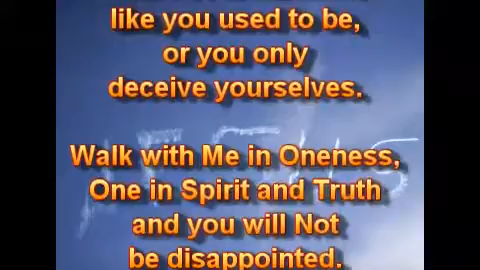 like you used to be,
or you only
deceive yourselves.
Walk with Me in Oneness,
One in Spirit and Truth
and you will Not
be disappointed.
JESUS